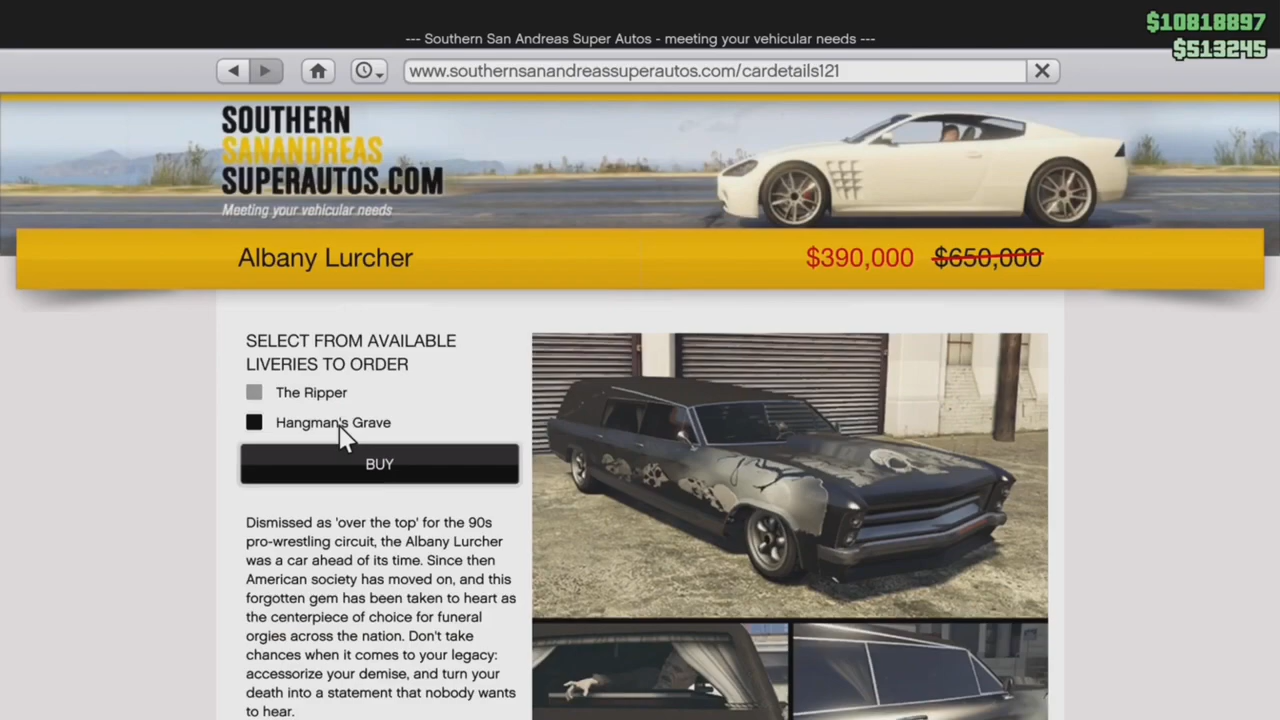 $10818897
--- Southern San Andreas Super Autos - meeting your vehicular needs ---
$513245
www.southernsanandreassuperautos.com/cardetails121
SOUTHERN
SANANDREAS
SUPERAUTOS.COM
Meeting your vehicular needs
Albany Lurcher
$390,000 $650,000
SELECT FROM AVAILABLE
LIVERIES TO ORDER
The Ripper
Hangman's Grave
BUY
Dismissed as 'over the top' for the 90s
pro-wrestling circuit, the Albany Lurcher
was a car ahead of its time. Since then
American society has moved on, and this
forgotten gem has been taken to heart as
the centerpiece of choice for funeral
orgies across the nation. Don't take
chances when it comes to your legacy:
accessorize your demise, and turn your
death into a statement that nobody wants
to hear.